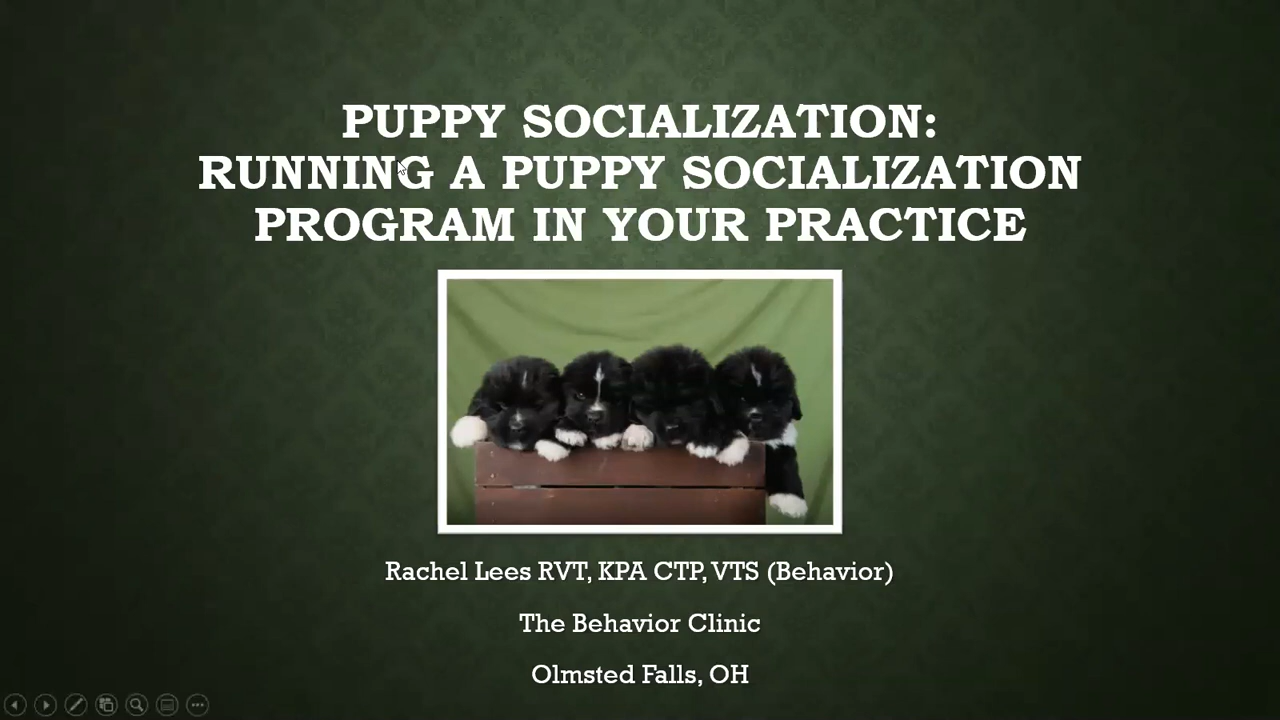 PUPPY SOCIALIZATION:
RUNNING A PUPPY SOCIALIZATION
PROGRAM IN YOUR PRACTICE
Rachel Lees RVT, KPA CTP, VTS (Behavior)
The Behavior Clinic
Olmsted Falls, OH